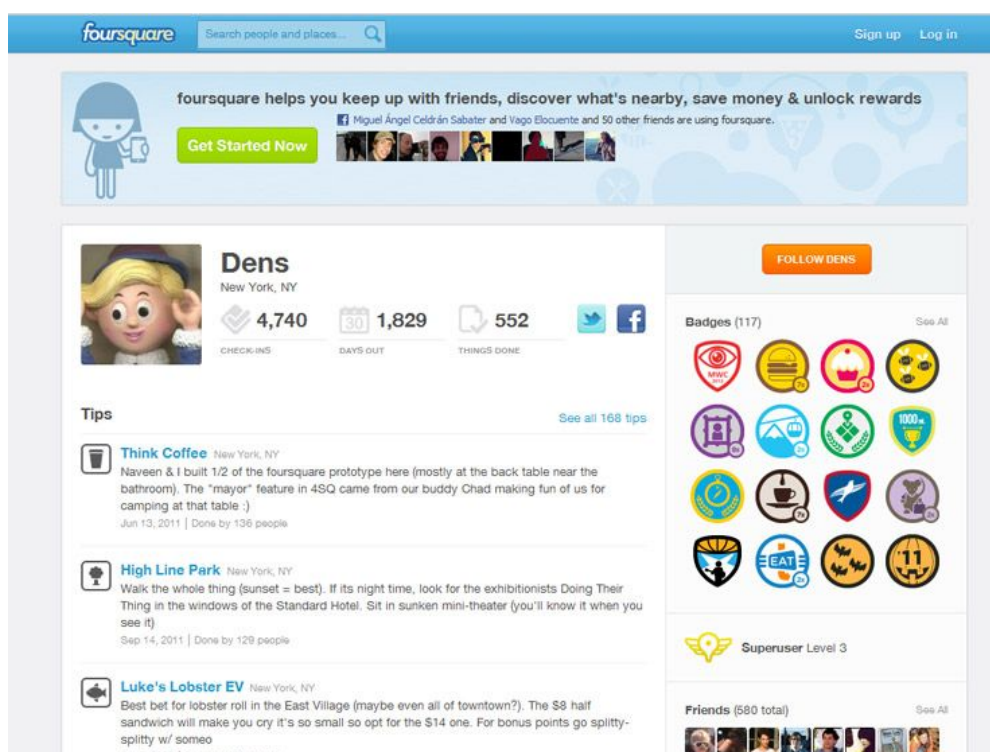 foursquare
Search people and places...
Sign up
Log in
foursquare helps you keep up with friends, discover what's nearby, save money & unlock rewards
Miguel Ángel Celdrán Sabater and Vago Elocuente and 50 other friends are using foursquare.
Get Started Now
Dens
New York, NY
4,740
30
1,829
552
CHECK-INS
DAYS OUT
THINGS DONE
Tips
See all 168 tips
Think Coffee New York, NY
Naveen & I built 1/2 of the foursquare prototype here (mostly at the back table near the
bathroom). The "mayor" feature in 4SQ came from our buddy Chad making fun of us for
camping at that table :)
Jun 13, 2011 | Done by 136 people
High Line Park New York, NY
Walk the whole thing (sunset = best). If its night time, look for the exhibitionists Doing Their
Thing in the windows of the Standard Hotel. Sit in sunken mini-theater (you'll know it when you
see it)
Sep 14, 2011 | Done by 129 people
Luke's Lobster EV New York, NY
Best bet for lobster roll in the East Village (maybe even all of towntown?). The $8 half
sandwich will make you cry it's so small so opt for the $14 one. For bonus points go splitty-
splitty w/ someo
FOLLOW DENS
Badges (117)
See All
MWC
7x
2x
2x
1000
7x
2x
EAT
2x
'11
Superuser Level 3
Friends (580 total)
See All